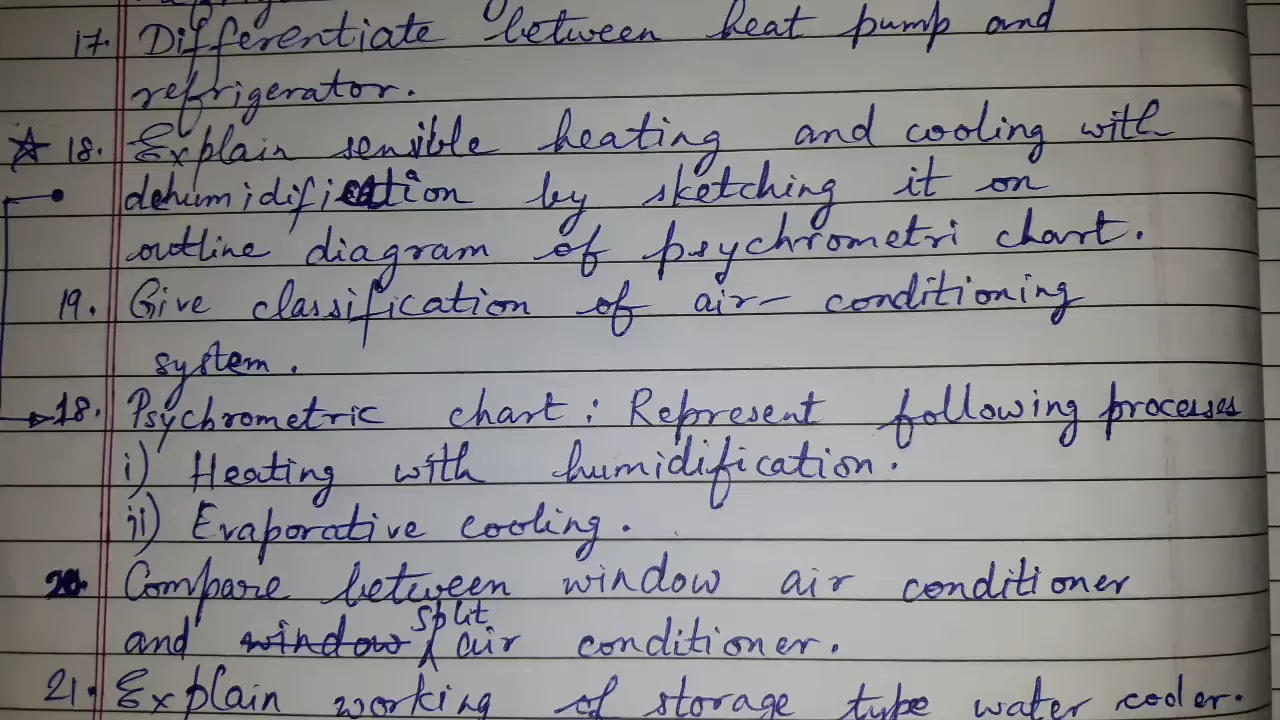 17. Differentiate between heat pump and
refrigerator.
☆ 18. Explain sensible heating and cooling with
dehumidification by sketching it on
outline diagram of psychrometri chart.
19. Give classification of air-conditioning
system.
18. Psychrometric chart: Represent following processes
i) Heating with humidification.
ii) Evaporative cooling.
20. Compare between window air conditioner
and window split air conditioner.
21. Explain working of storage type water cooler.